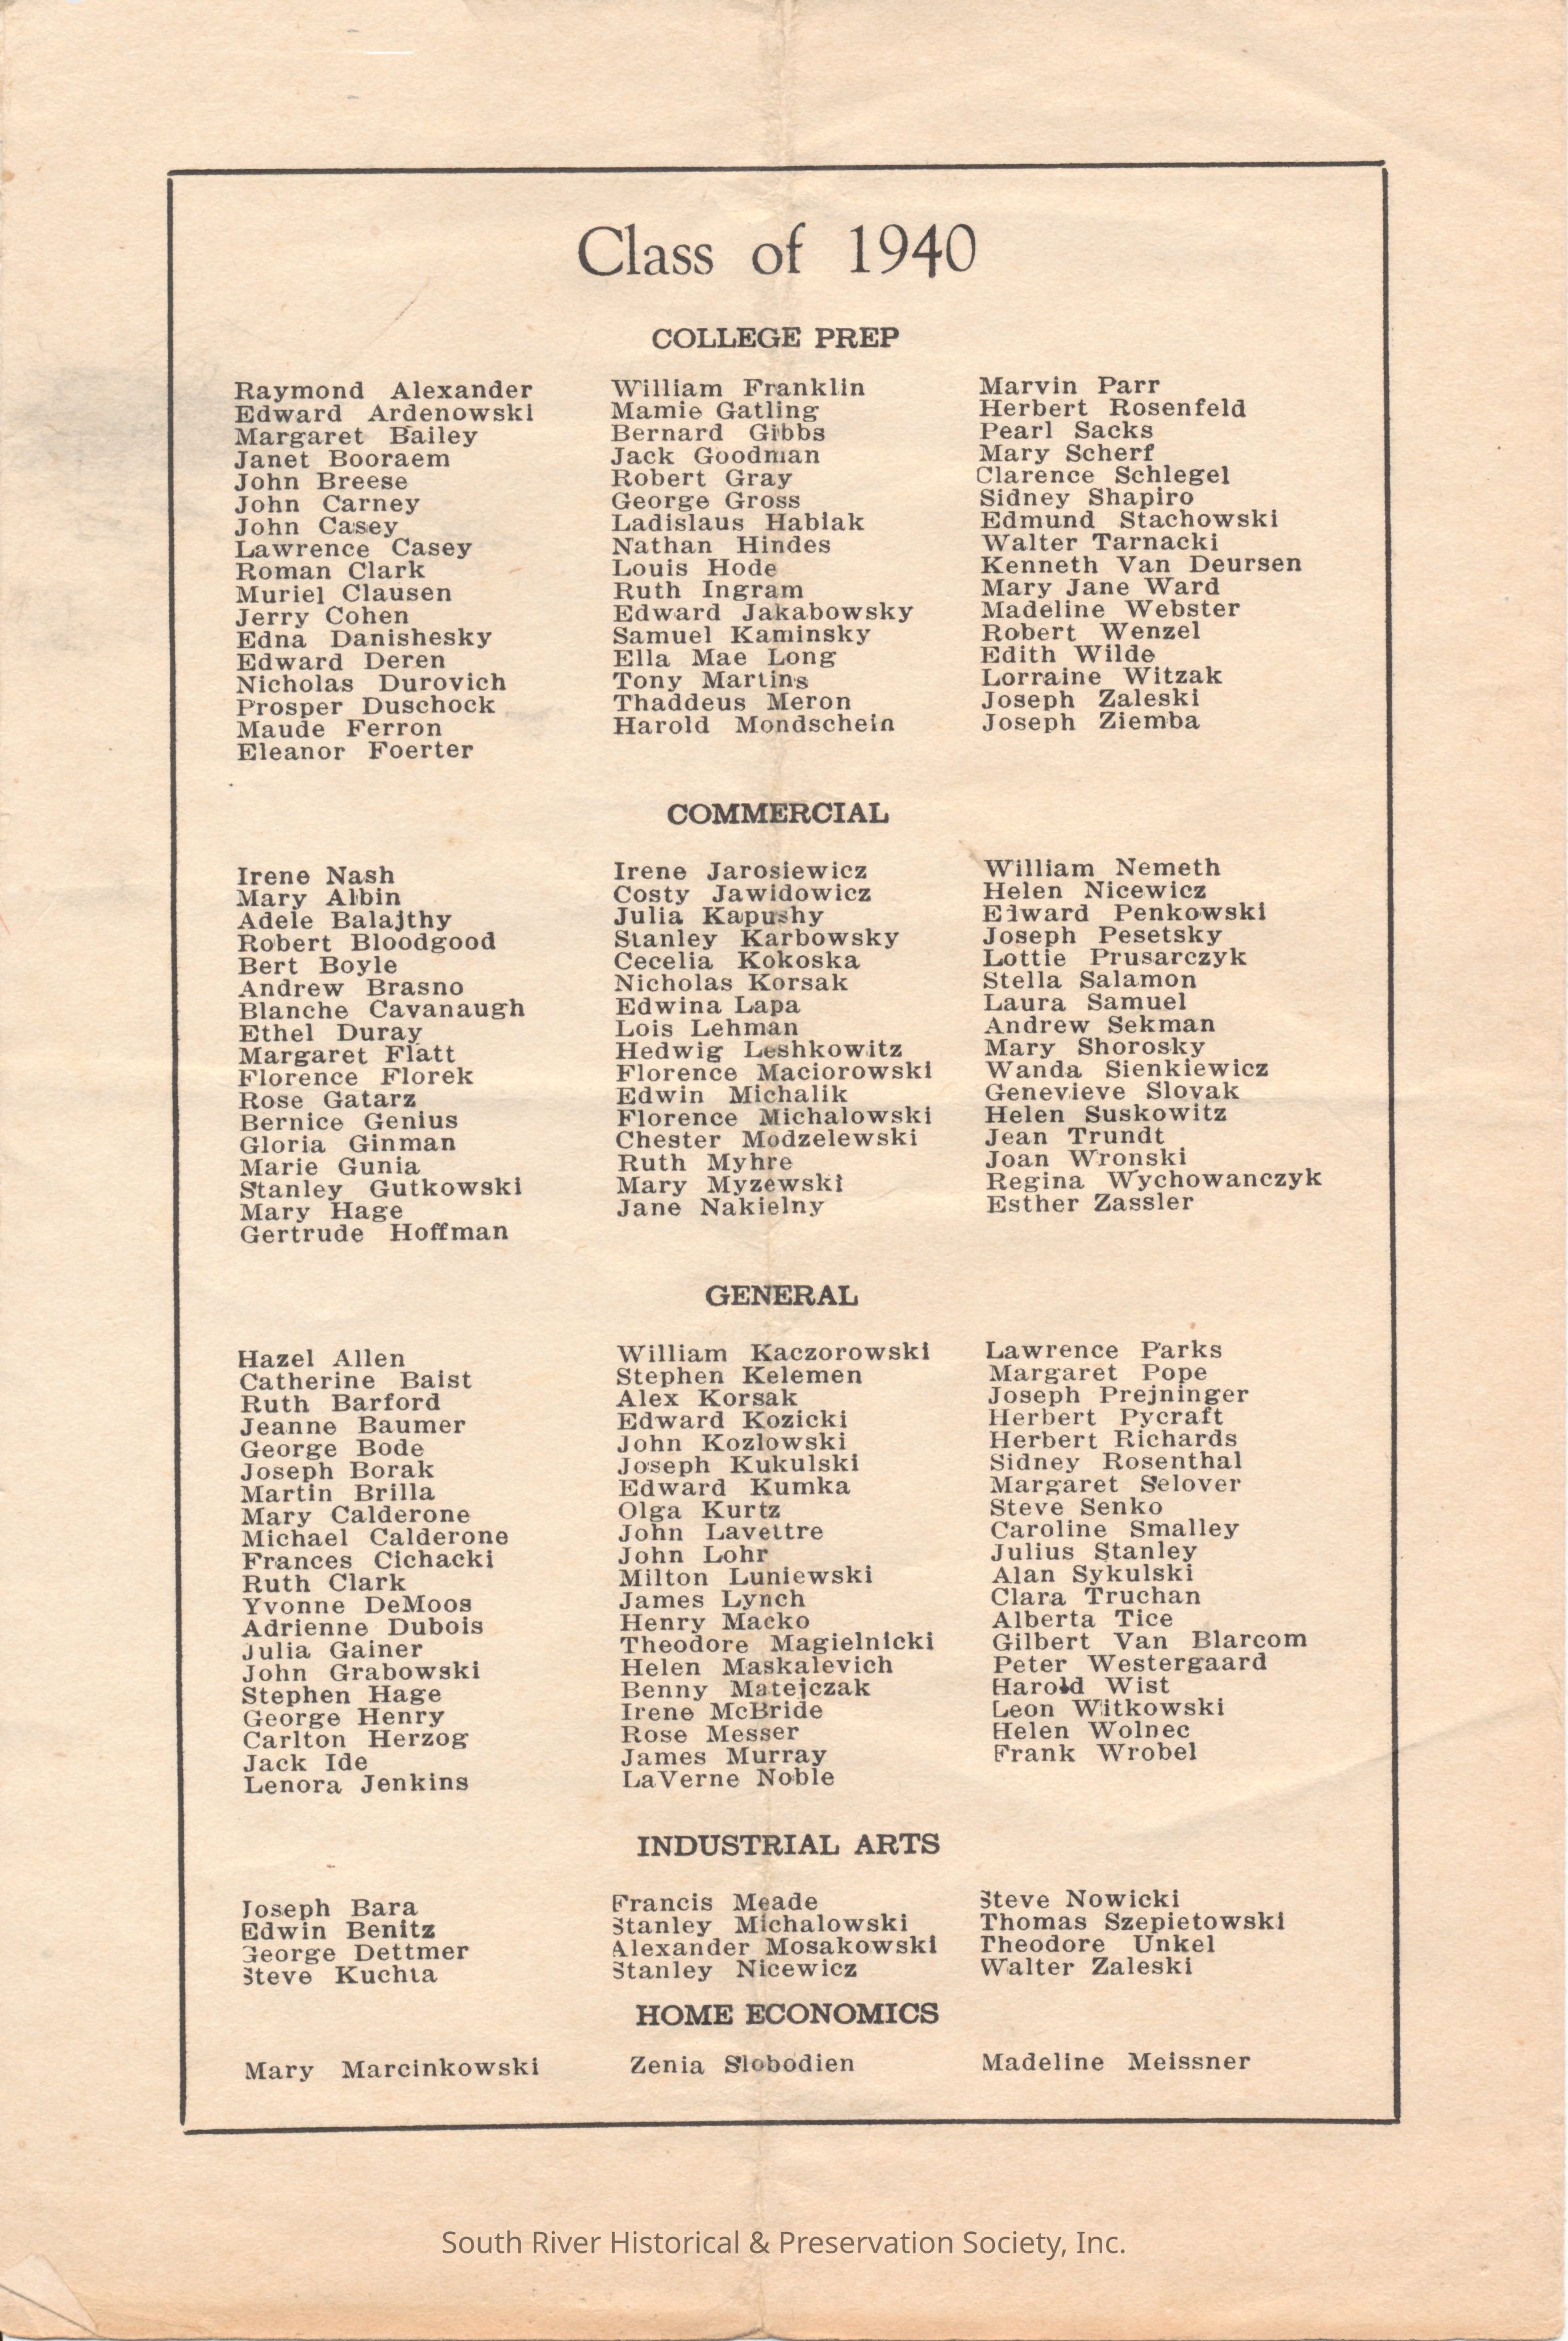 Class of 1940
COLLEGE PREP
Raymond Alexander
Edward Ardenowski
Margaret Bailey
Janet Booraem
John Breese
John Carney
John Casey
Lawrence Casey
Roman Clark
Muriel Clausen
Jerry Cohen
Edna Danishesky
Edward Deren
Nicholas Durovich
Prosper Duschock
Maude Ferron
Eleanor Foerter
William Franklin
Mamie Gatling
Bernard Gibbs
Jack Goodman
Robert Gray
George Gross
Ladislaus Habiak
Nathan Hindes
Louis Hode
Ruth Ingram
Edward Jakabowsky
Samuel Kaminsky
Ella Mae Long
Tony Martins
Thaddeus Meron
Harold Mondschein
Marvin Parr
Herbert Rosenfeld
Pearl Sacks
Mary Scherf
Clarence Schlegel
Sidney Shapiro
Edmund Stachowski
Walter Tarnacki
Kenneth Van Deursen
Mary Jane Ward
Madeline Webster
Robert Wenzel
Edith Wilde
Lorraine Witzak
Joseph Zaleski
Joseph Ziemba
COMMERCIAL
Irene Nash
Mary Albin
Adele Balajthy
Robert Bloodgood
Bert Boyle
Andrew Brasno
Blanche Cavanaugh
Ethel Duray
Margaret Flatt
Florence Florek
Rose Gatarz
Bernice Genius
Gloria Ginman
Marie Gunia
Stanley Gutkowski
Mary Hage
Gertrude Hoffman
Irene Jarosiewicz
Costy Jawidowicz
Julia Kapushy
Stanley Karbowsky
Cecelia Kokoska
Nicholas Korsak
Edwina Lapa
Lois Lehman
Hedwig Leshkowitz
Florence Maciorowski
Edwin Michalik
Florence Michalowski
Chester Modzelewski
Ruth Myhre
Mary Myzewski
Jane Nakielny
William Nemeth
Helen Nicewicz
Edward Penkowski
Joseph Pesetsky
Lottie Prusarczyk
Stella Salamon
Laura Samuel
Andrew Sekman
Mary Shorosky
Wanda Sienkiewicz
Genevieve Slovak
Helen Suskowitz
Jean Trundt
Joan Wronski
Regina Wychowanczyk
Esther Zassler
GENERAL
Hazel Allen
Catherine Baist
Ruth Barford
Jeanne Baumer
George Bode
Joseph Borak
Martin Brilla
Mary Calderone
Michael Calderone
Frances Cichacki
Ruth Clark
Yvonne DeMoos
Adrienne Dubois
Julia Gainer
John Grabowski
Stephen Hage
George Henry
Carlton Herzog
Jack Ide
Lenora Jenkins
William Kaczorowski
Stephen Kelemen
Alex Korsak
Edward Kozicki
John Kozlowski
Joseph Kukulski
Edward Kumka
Olga Kurtz
John Lavettre
John Lohr
Milton Luniewski
James Lynch
Henry Macko
Theodore Magielnicki
Helen Maskalevich
Benny Matejczak
Irene McBride
Rose Messer
James Murray
LaVerne Noble
Lawrence Parks
Margaret Pope
Joseph Prejninger
Herbert Pycraft
Herbert Richards
Sidney Rosenthal
Margaret Selover
Steve Senko
Caroline Smalley
Julius Stanley
Alan Sykulski
Clara Truchan
Alberta Tice
Gilbert Van Blarcom
Peter Westergaard
Harold Wist
Leon Witkowski
Helen Wolnec
Frank Wrobel
INDUSTRIAL ARTS
Joseph Bara
Edwin Benitz
George Dettmer
Steve Kuchta
Francis Meade
Stanley Michalowski
Alexander Mosakowski
Stanley Nicewicz
Steve Nowicki
Thomas Szepietowski
Theodore Unkel
Walter Zaleski
HOME ECONOMICS
Mary Marcinkowski
Zenia Slobodien
Madeline Meissner
South River Historical & Preservation Society, Inc.